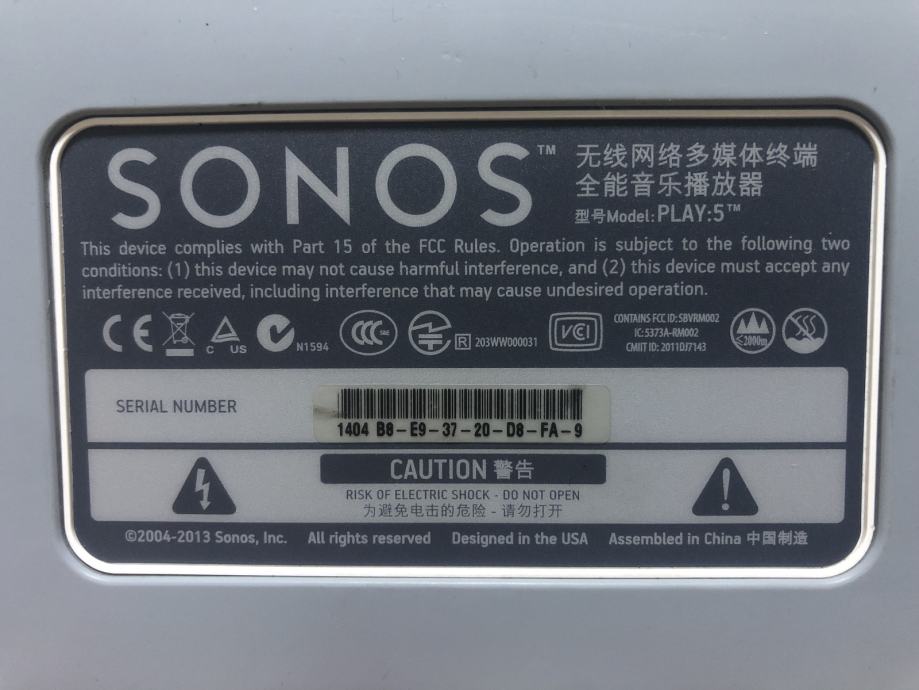 SONOS™
无线网络多媒体终端
全能音乐播放器
型号Model: PLAY:5™
This device complies with Part 15 of the FCC Rules. Operation is subject to the following two
conditions: (1) this device may not cause harmful interference, and (2) this device must accept any
interference received, including interference that may cause undesired operation.
CE
C US
N1594
CCC S&E
R 203WW000031
VCCI
CONTAINS FCC ID: SBVRM002
IC: 5373A-RM002
CMIIT ID: 2011DJ7143
≤2000m
SERIAL NUMBER
1404 B8-E9-37-20-D8-FA-9
CAUTION 警告
RISK OF ELECTRIC SHOCK - DO NOT OPEN
为避免电击的危险 - 请勿打开
©2004-2013 Sonos, Inc. All rights reserved Designed in the USA Assembled in China 中国制造